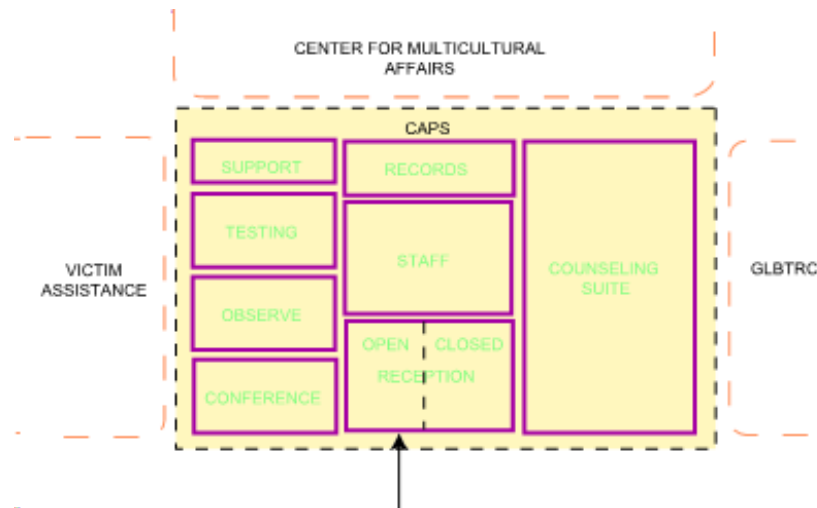 CENTER FOR MULTICULTURAL
AFFAIRS
CAPS
SUPPORT
RECORDS
TESTING
STAFF
COUNSELING
SUITE
VICTIM
ASSISTANCE
GLBTRC
OBSERVE
OPEN CLOSED
RECEPTION
CONFERENCE